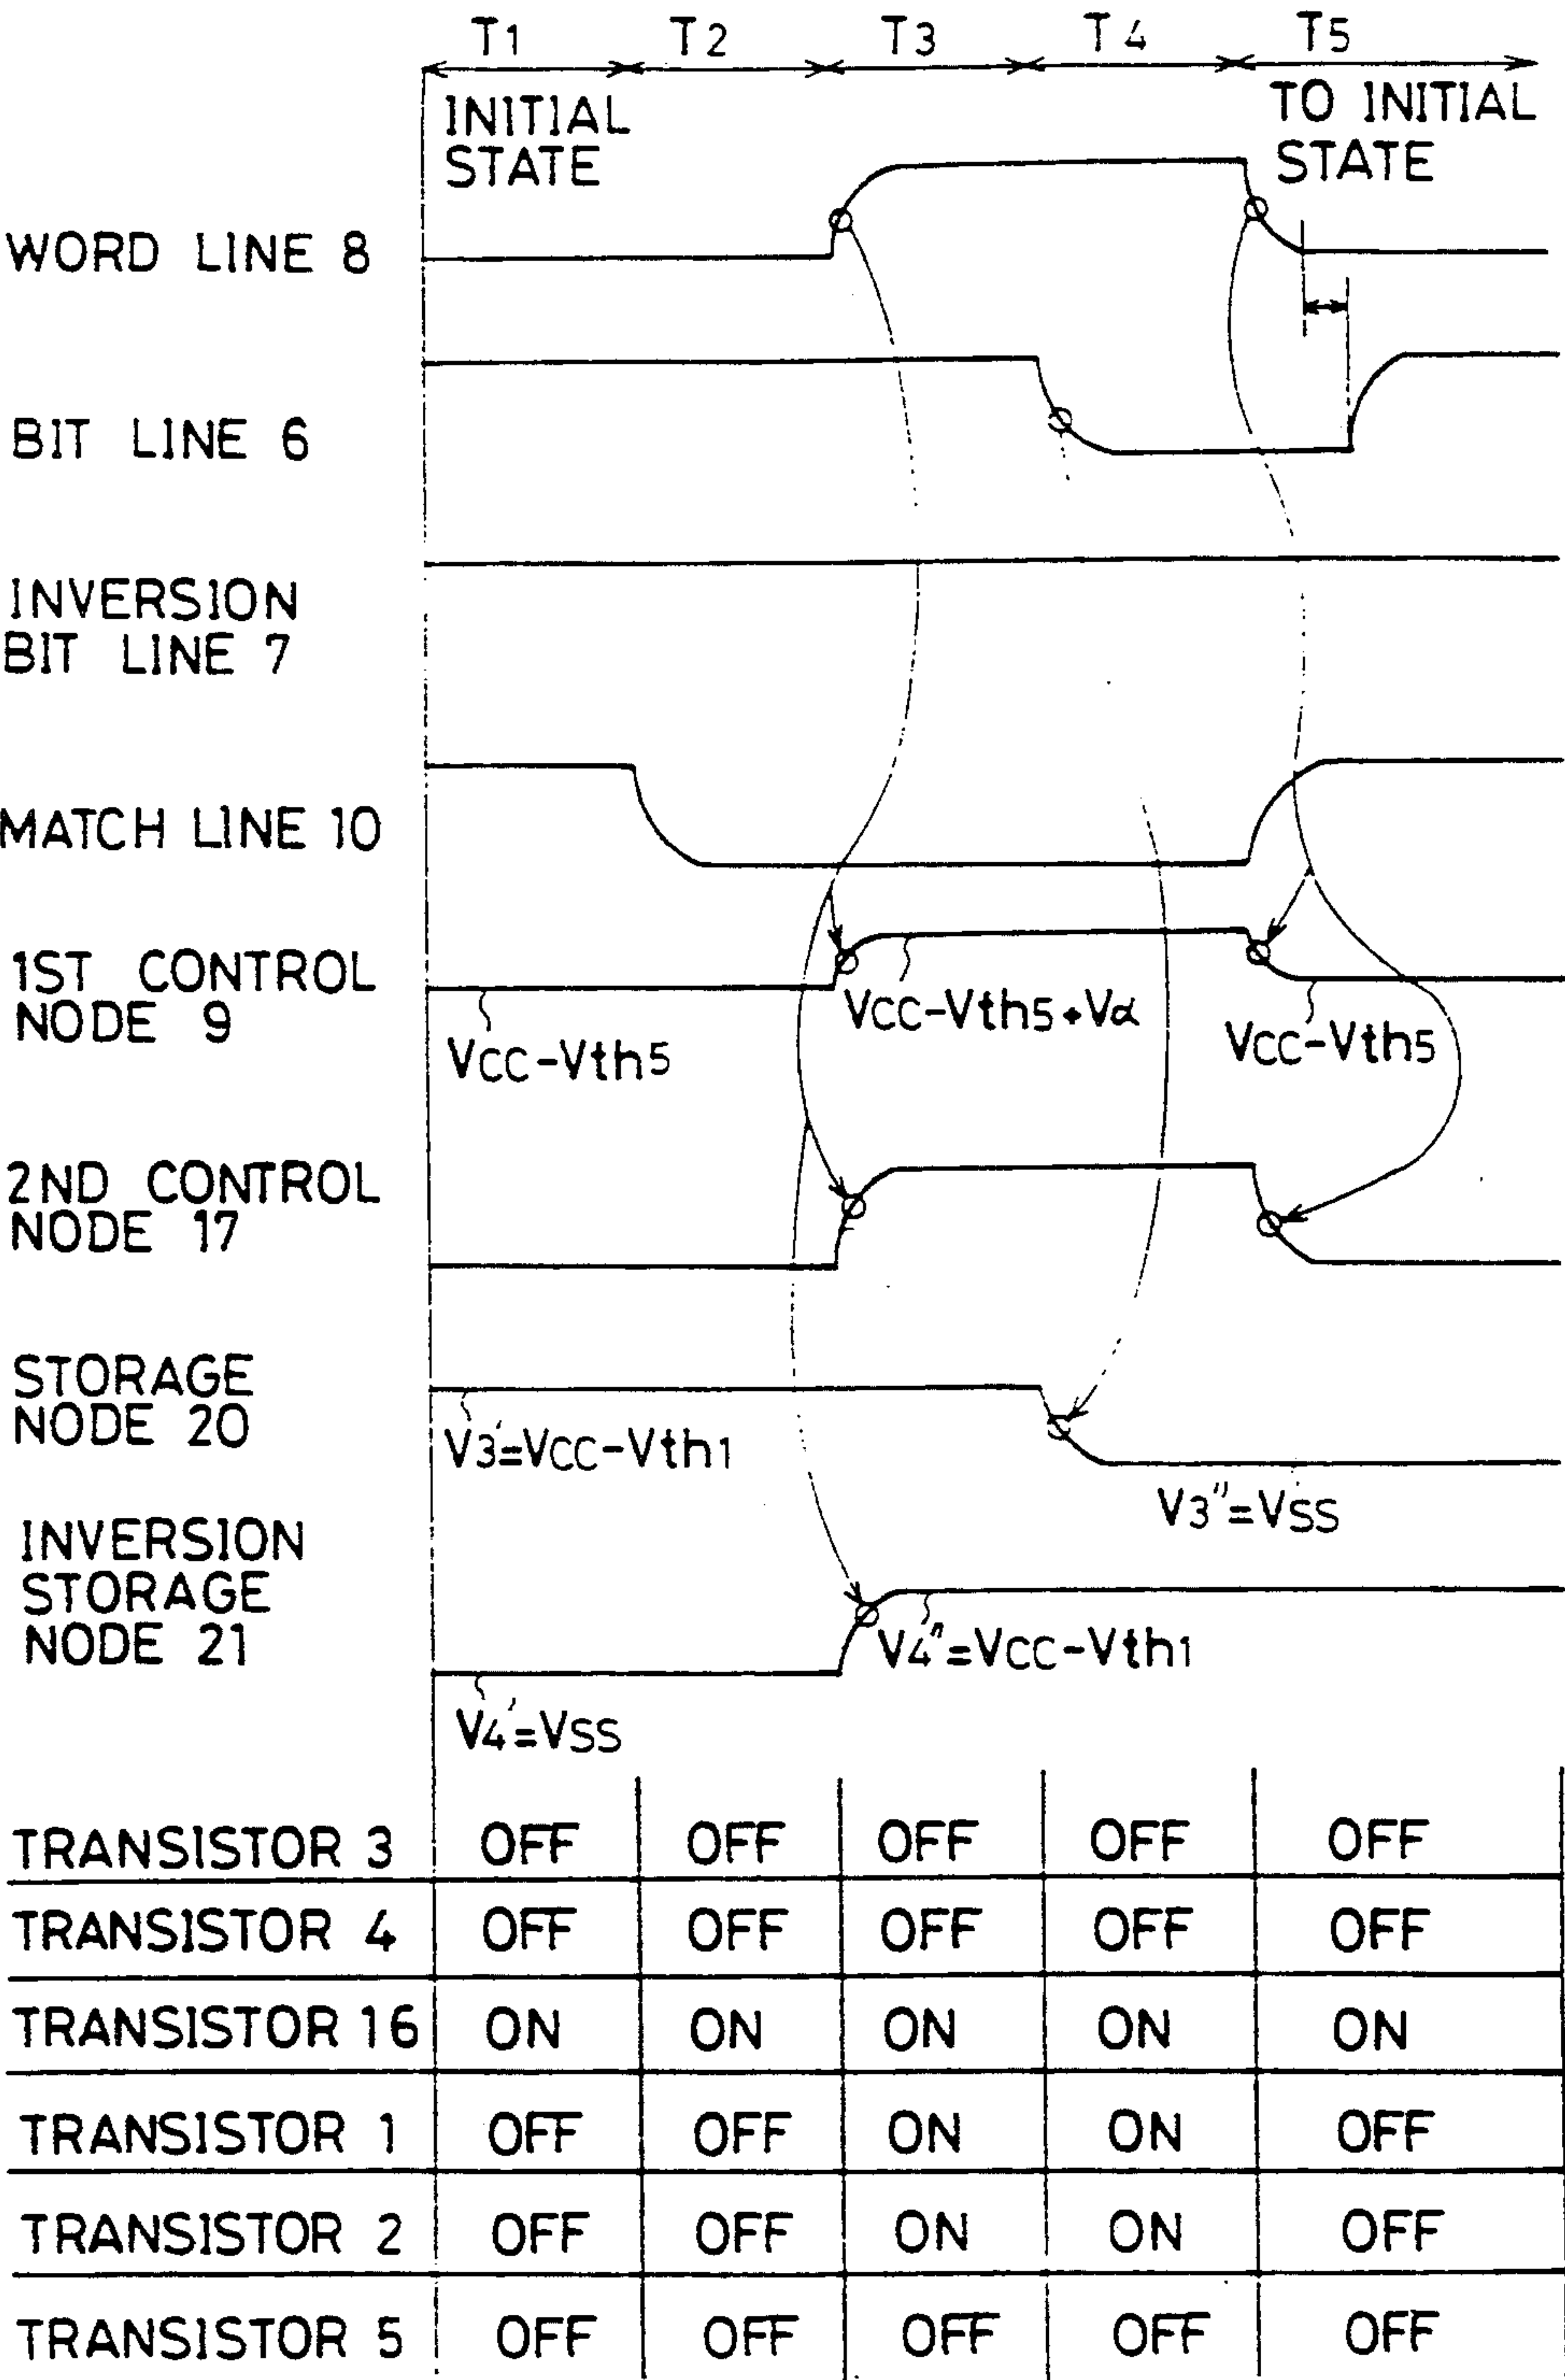 T1 T2 T3 T4 T5
INITIAL
STATE
TO INITIAL
STATE
WORD LINE 8
BIT LINE 6
INVERSION
BIT LINE 7
MATCH LINE 10
1ST CONTROL
NODE 9
VCC-Vth5
VCC-Vth5+Vα
VCC-Vth5
2ND CONTROL
NODE 17
STORAGE
NODE 20
V3'=VCC-Vth1
V3''=VSS
INVERSION
STORAGE
NODE 21
V4''=VCC-Vth1
V4'=VSS
TRANSISTOR 3 OFF OFF OFF OFF OFF
TRANSISTOR 4 OFF OFF OFF OFF OFF
TRANSISTOR 16 ON ON ON ON ON
TRANSISTOR 1 OFF OFF ON ON OFF
TRANSISTOR 2 OFF OFF ON ON OFF
TRANSISTOR 5 OFF OFF OFF OFF OFF